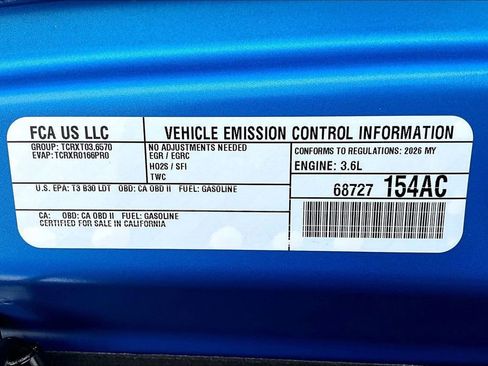 FCA US LLC
GROUP: TCRXT03.6570
EVAP: TCRXR0166PR0
VEHICLE EMISSION CONTROL INFORMATION
NO ADJUSTMENTS NEEDED
EGR / EGRC
HO2S / SFI
TWC
CONFORMS TO REGULATIONS: 2026 MY
ENGINE: 3.6L
U.S. EPA: T3 B30 LDT OBD: CA OBD II FUEL: GASOLINE
68727 154AC
CA: OBD: CA OBD II FUEL: GASOLINE
CERTIFIED FOR SALE IN CALIFORNIA